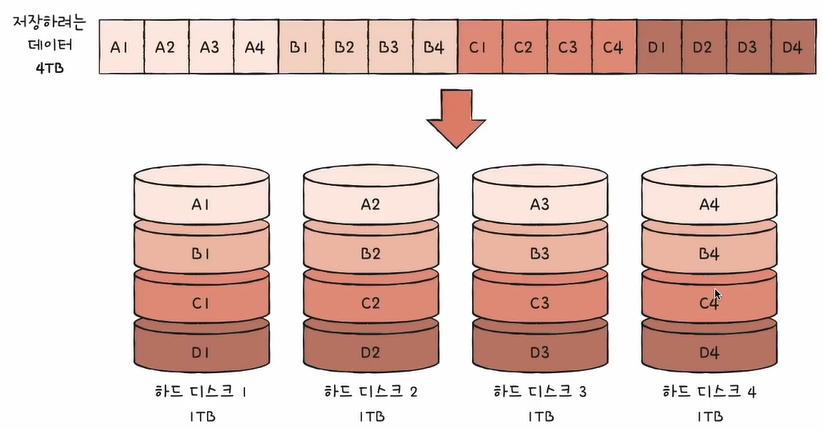 저장하려는
데이터
4TB
A1 A2 A3 A4 B1 B2 B3 B4 C1 C2 C3 C4 D1 D2 D3 D4
A1 A2 A3 A4
B1 B2 B3 B4
C1 C2 C3 C4
D1 D2 D3 D4
하드 디스크 1 하드 디스크 2 하드 디스크 3 하드 디스크 4
1TB 1TB 1TB 1TB